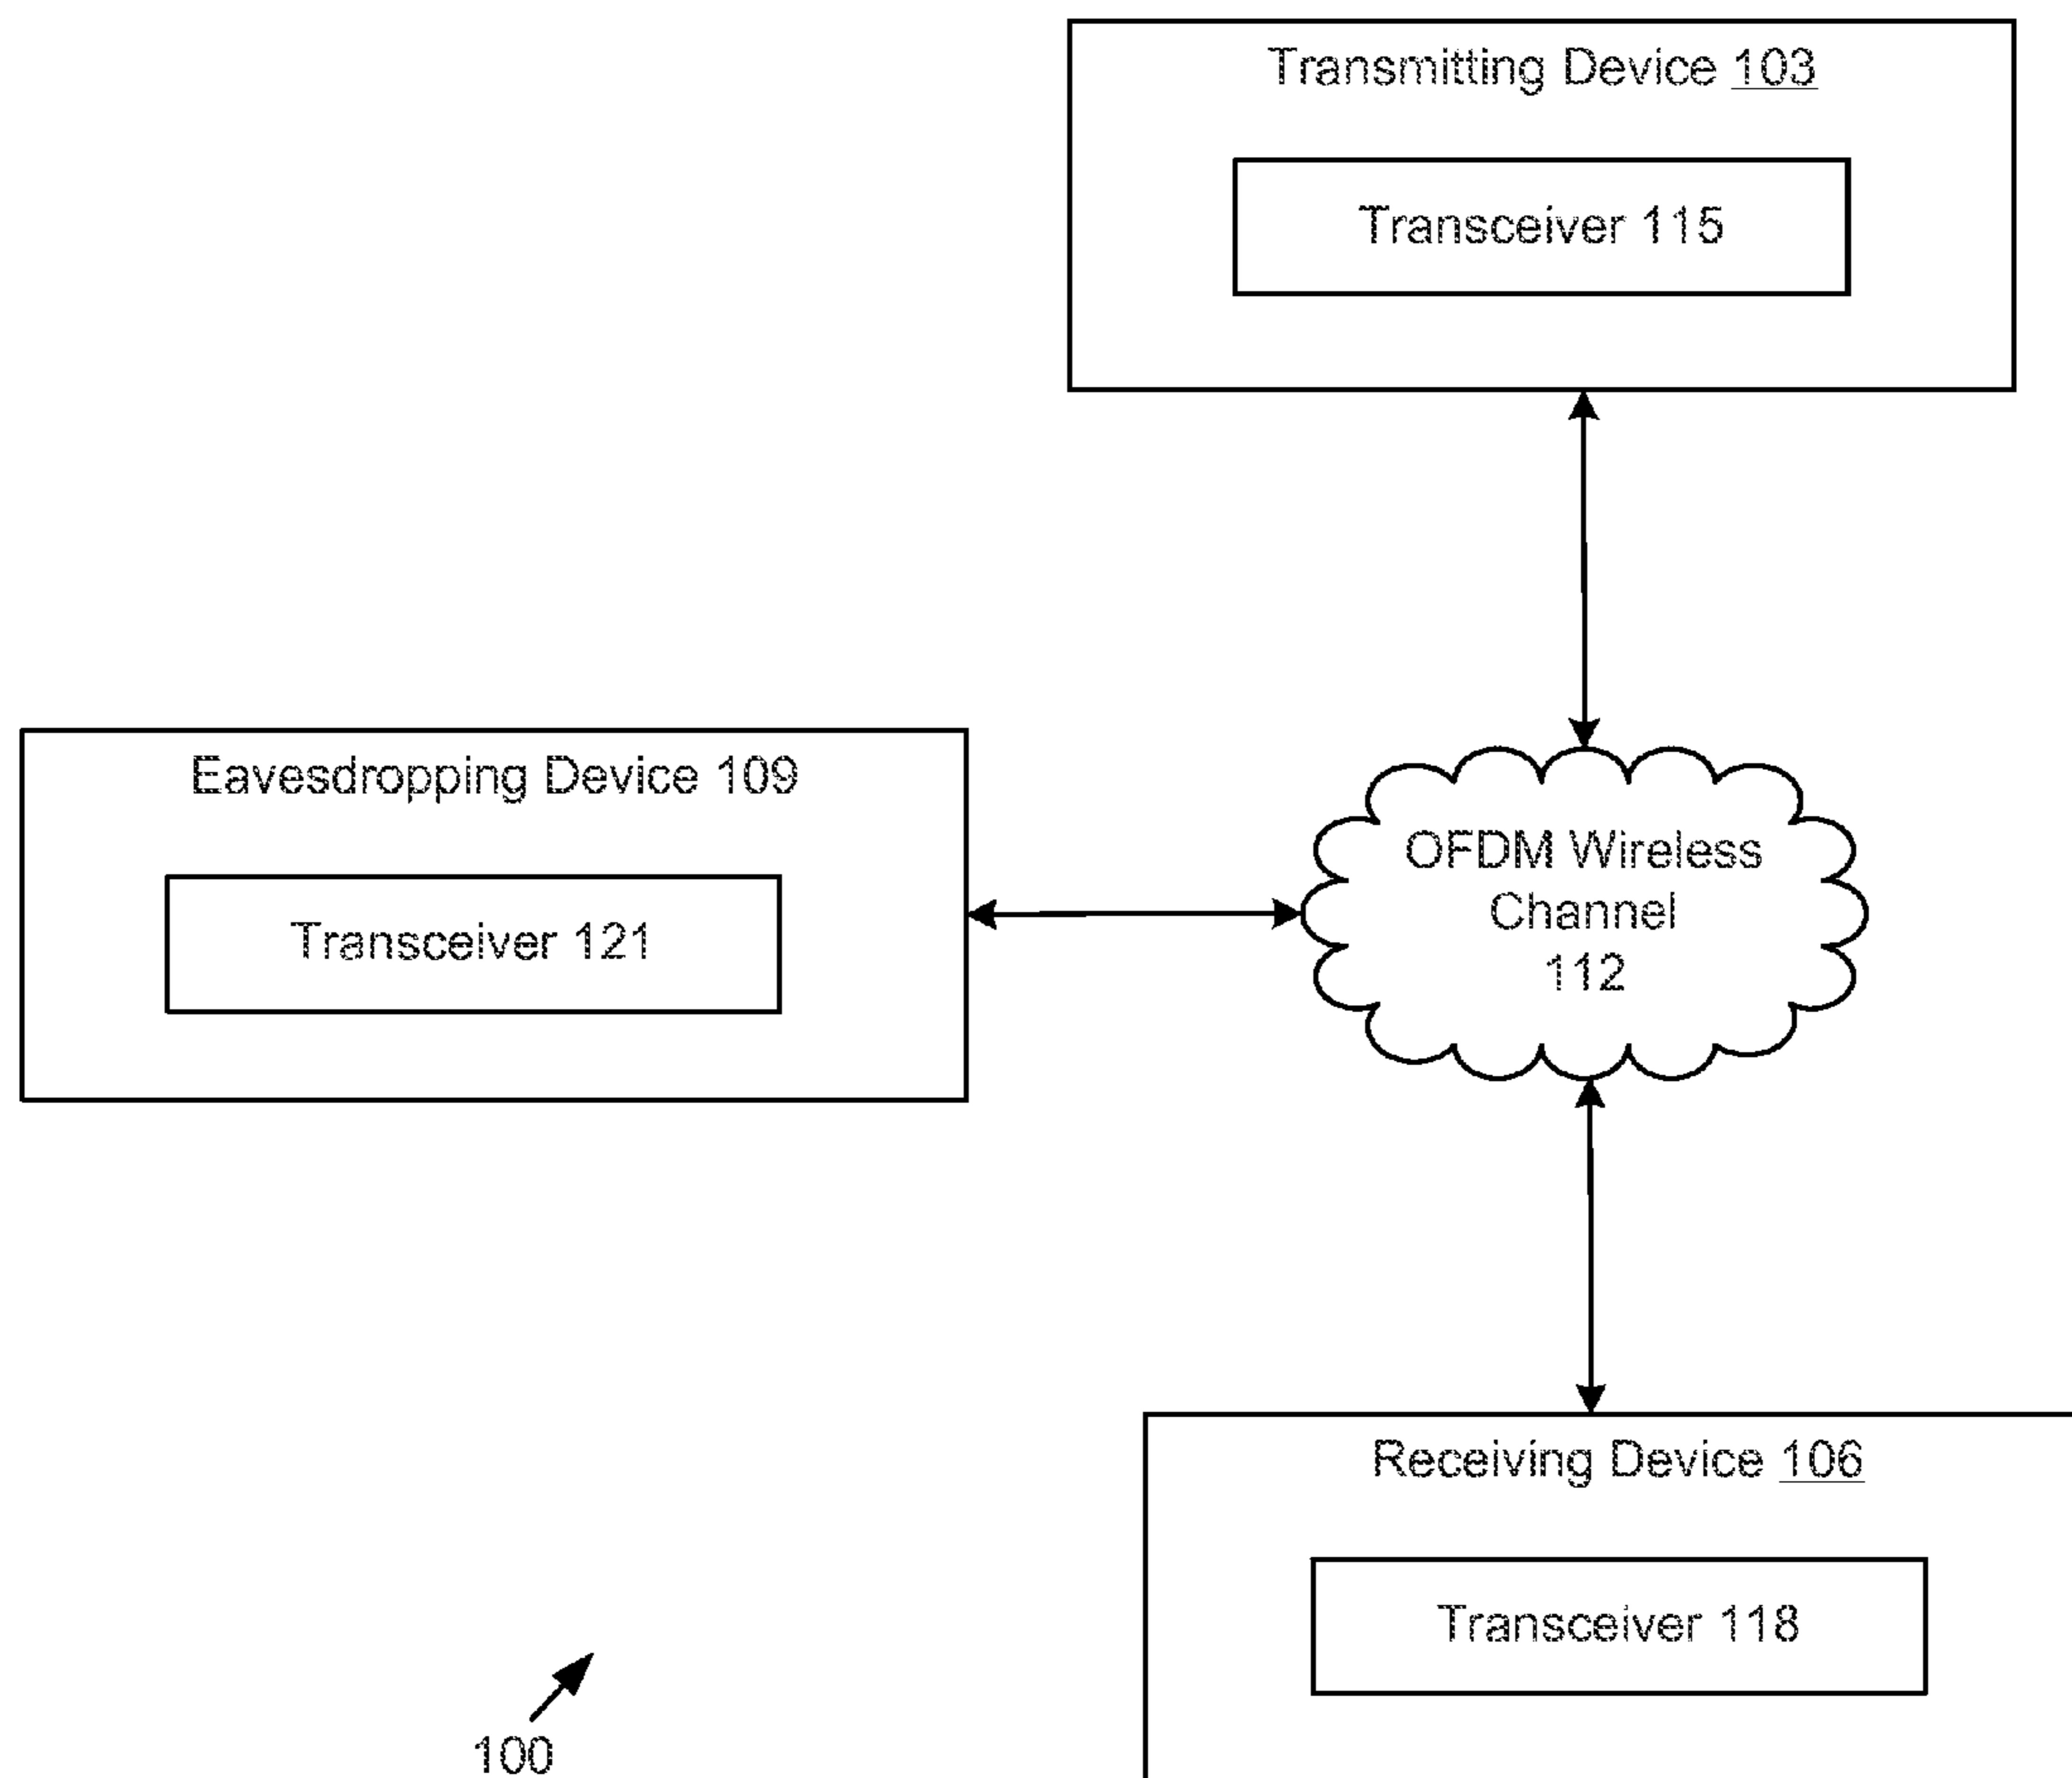 Transmitting Device 103
Transceiver 115
Eavesdropping Device 109
Transceiver 121
OFDM Wireless
Channel
112
Receiving Device 106
Transceiver 118
100